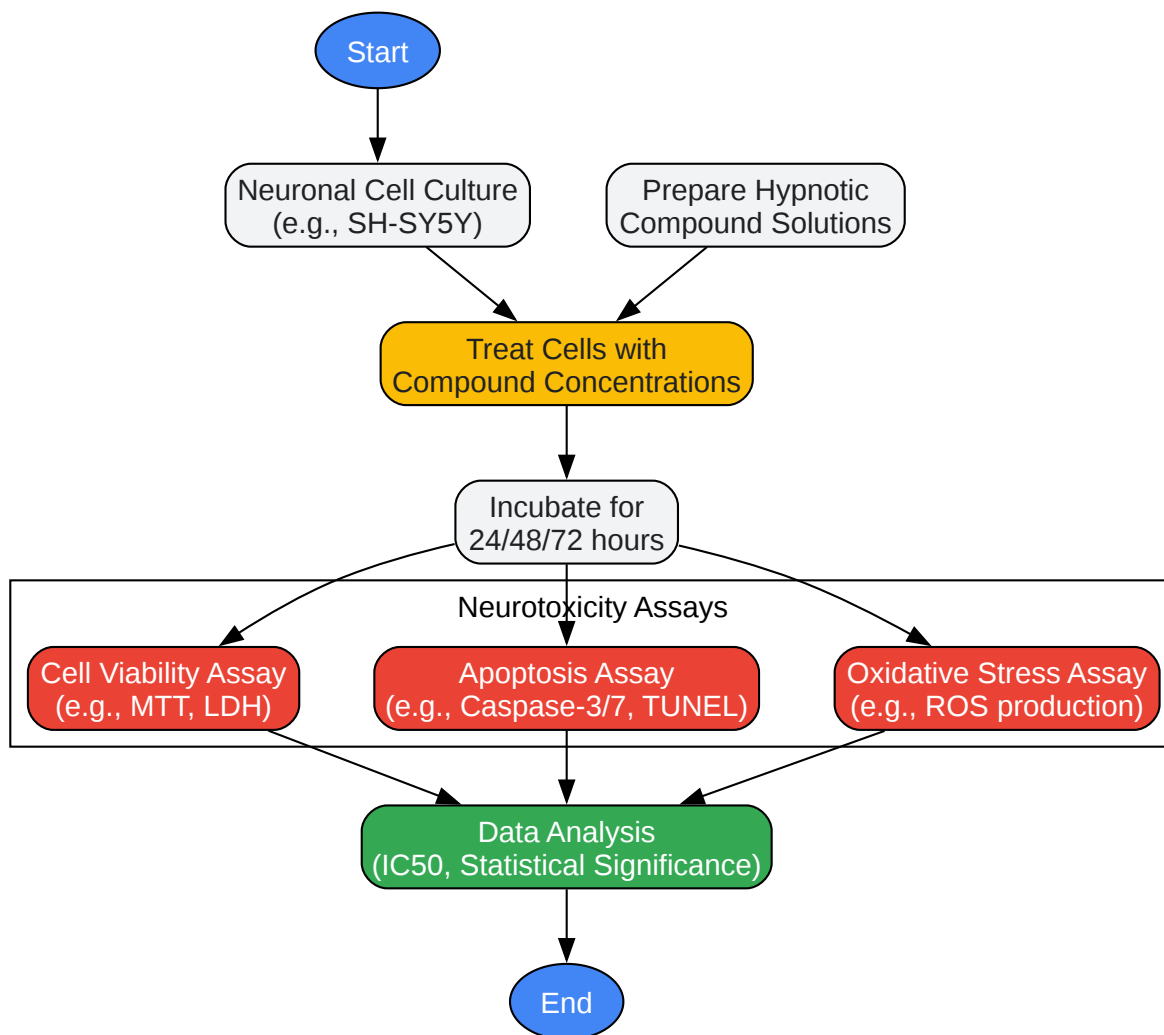 Start
Neuronal Cell Culture
(e.g., SH-SY5Y)
Prepare Hypnotic
Compound Solutions
Treat Cells with
Compound Concentrations
Incubate for
24/48/72 hours
Neurotoxicity Assays
Cell Viability Assay
(e.g., MTT, LDH)
Apoptosis Assay
(e.g., Caspase-3/7, TUNEL)
Oxidative Stress Assay
(e.g., ROS production)
Data Analysis
(IC50, Statistical Significance)
End